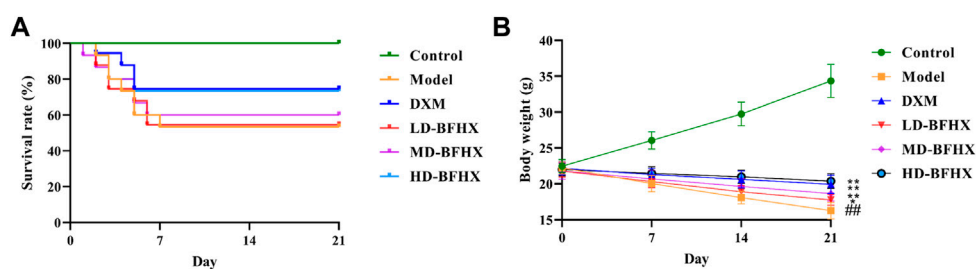 A
Survival rate (%)
100
80
60
40
20
0
0
7
14
21
Day
Control
Model
DXM
LD-BFHX
MD-BFHX
HD-BFHX
B
Body weight (g)
40
35
30
25
20
15
0
7
14
21
Day
**
**
**
*
##
Control
Model
DXM
LD-BFHX
MD-BFHX
HD-BFHX